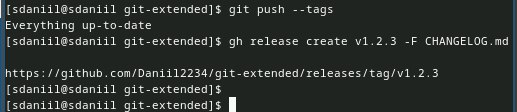 [sdaniil@sdaniil git-extended]$ git push --tags
Everything up-to-date
[sdaniil@sdaniil git-extended]$ gh release create v1.2.3 -F CHANGELOG.md
https://github.com/Daniil2234/git-extended/releases/tag/v1.2.3
[sdaniil@sdaniil git-extended]$
[sdaniil@sdaniil git-extended]$